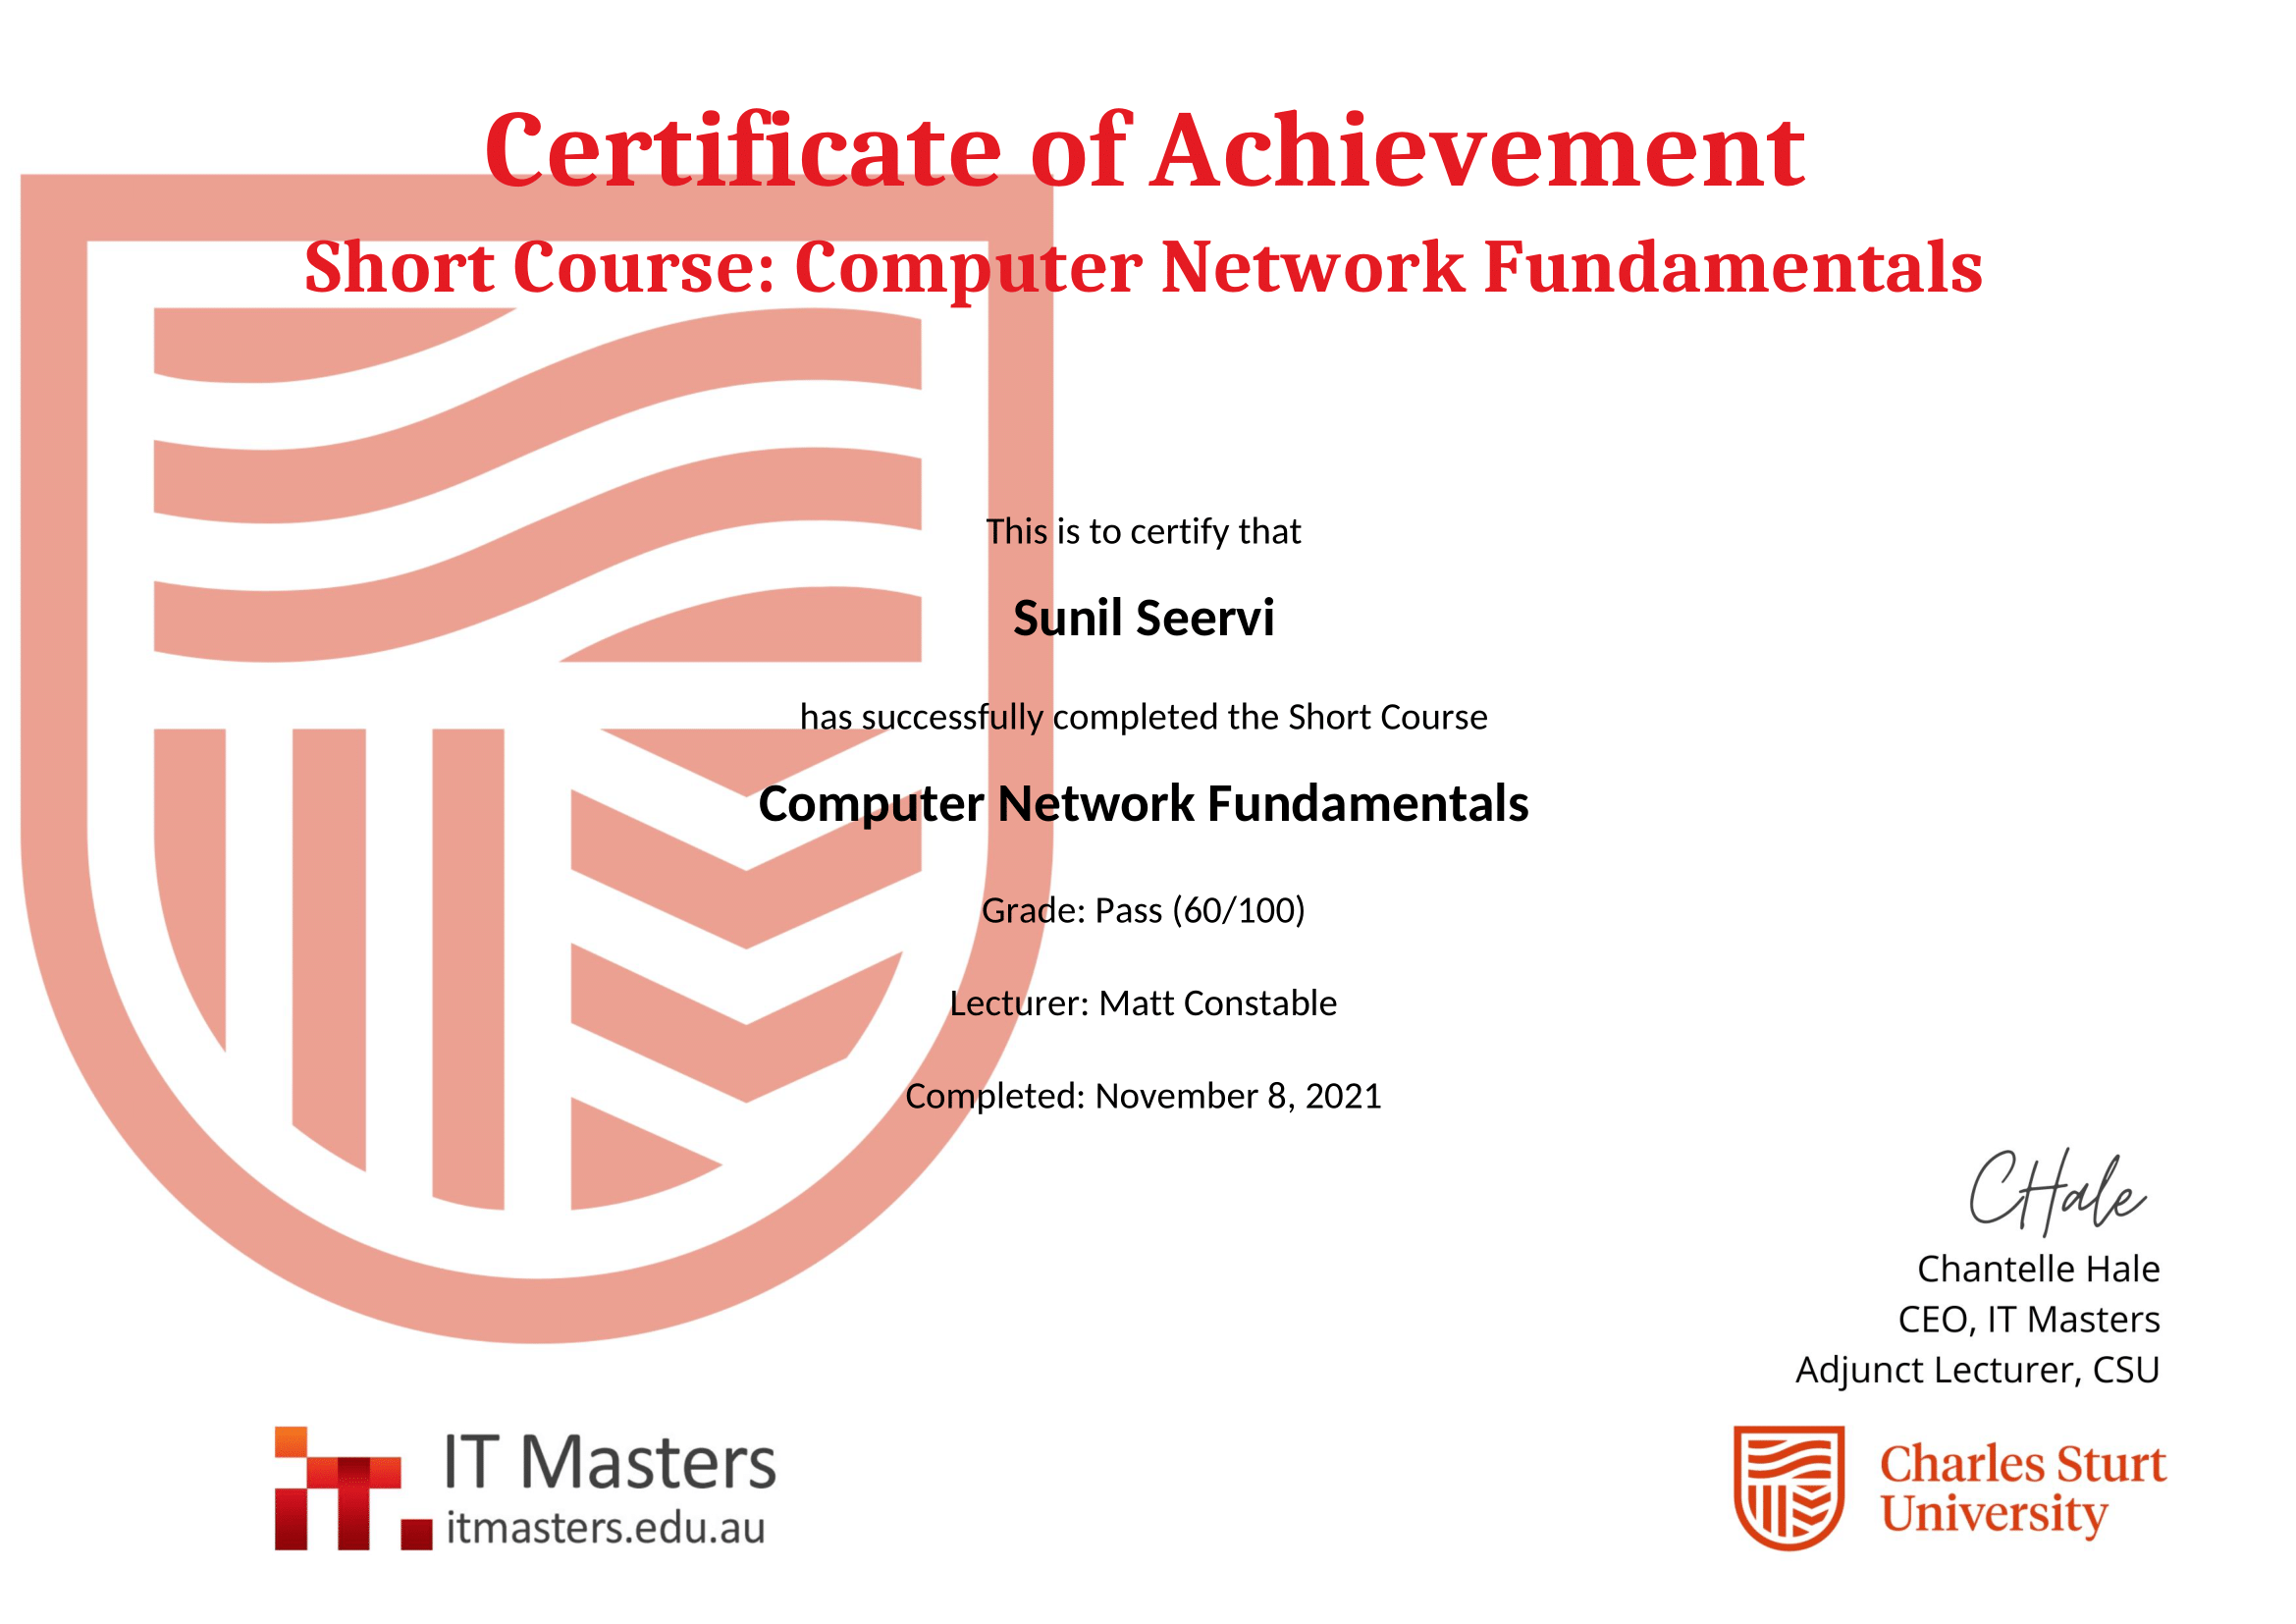 Certificate of Achievement
Short Course: Computer Network Fundamentals
This is to certify that
Sunil Seervi
has successfully completed the Short Course
Computer Network Fundamentals
Grade: Pass (60/100)
Lecturer: Matt Constable
Completed: November 8, 2021
CHale
Chantelle Hale
CEO, IT Masters
Adjunct Lecturer, CSU
iT.
IT Masters
itmasters.edu.au
Charles Sturt
University